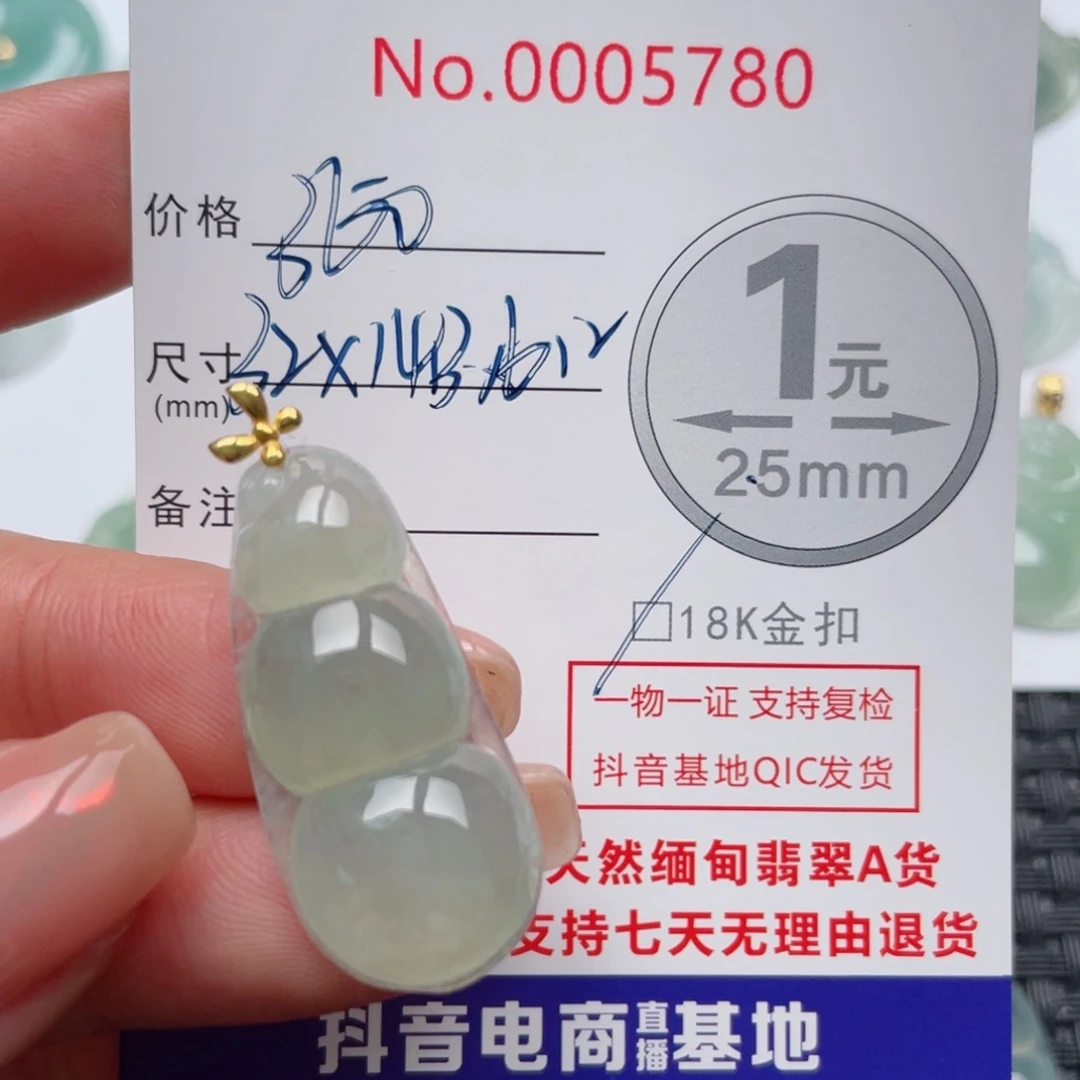 No.0005780
价格
尺寸
(mm)
备注
1元
25mm
18K金扣
一物一证 支持复检
抖音基地QIC发货
天然缅甸翡翠A货
支持七天无理由退货
抖音电商直播基地